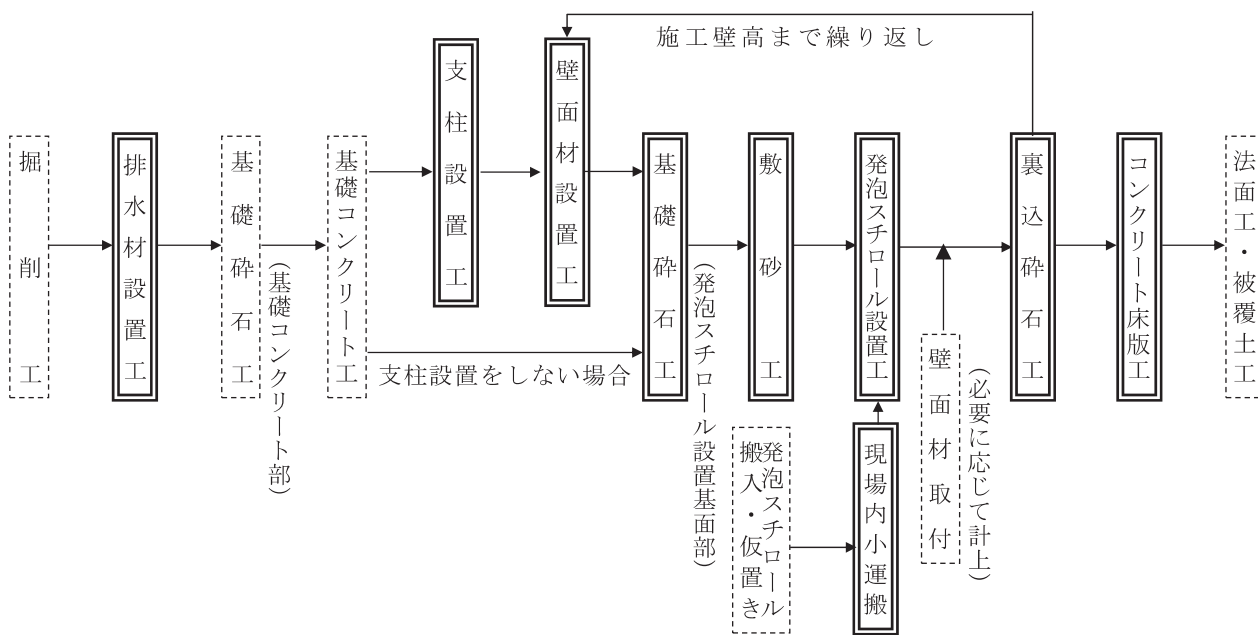 施工壁高まで繰り返し
掘削工
排水材設置工
基礎砕石工
(基礎コンクリート部)
基礎コンクリート工
支柱設置工
壁面材設置工
支柱設置をしない場合
基礎砕石工
(発泡スチロール設置基面部)
敷砂工
発泡スチロール
搬入・仮置き
発泡スチロール設置工
現場内小運搬
壁面材取付
(必要に応じて計上)
裏込砕石工
コンクリート床版工
法面工・被覆土工